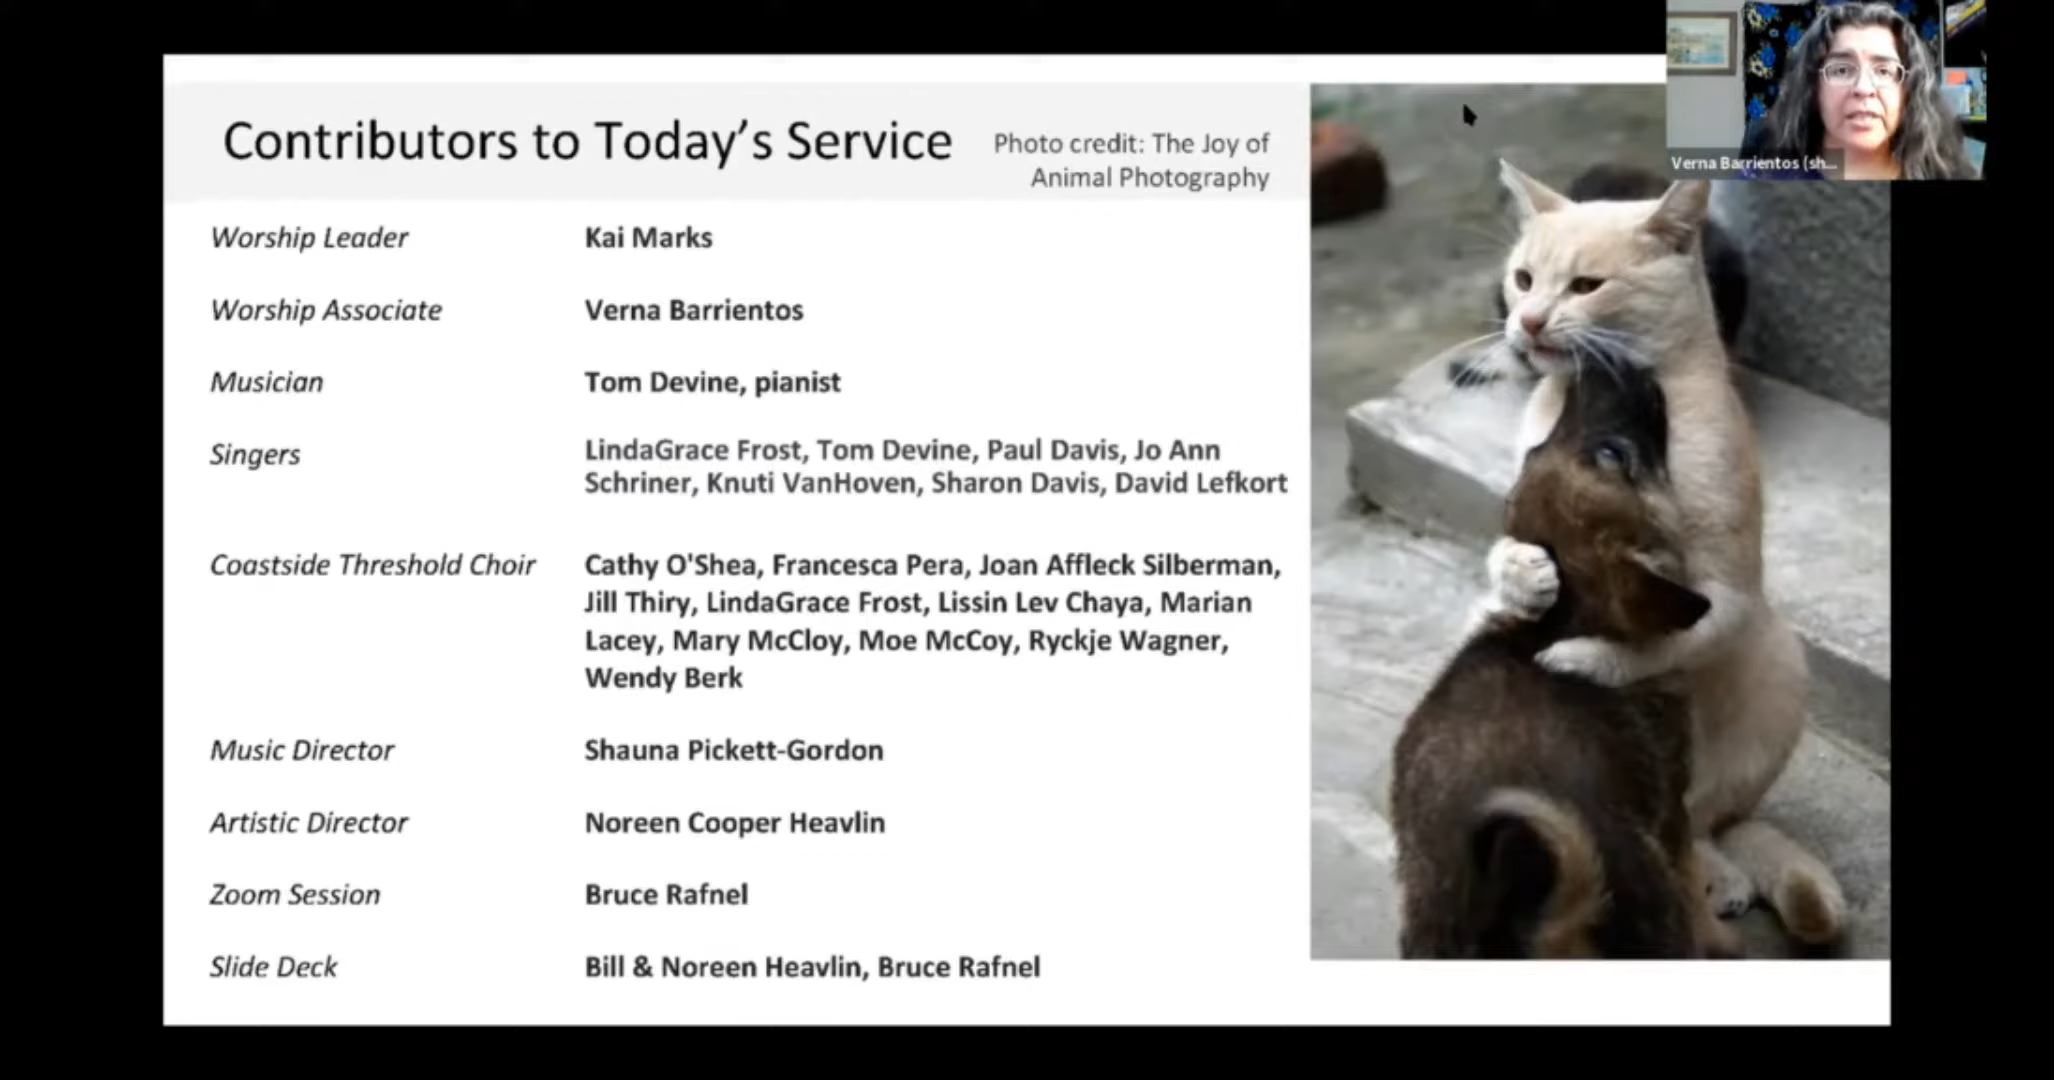 Contributors to Today's Service
Photo credit: The Joy of
Animal Photography
Verna Barrientos (sh...
Worship Leader Kai Marks
Worship Associate Verna Barrientos
Musician Tom Devine, pianist
Singers LindaGrace Frost, Tom Devine, Paul Davis, Jo Ann
Schriner, Knuti VanHoven, Sharon Davis, David Lefkort
Coastside Threshold Choir Cathy O'Shea, Francesca Pera, Joan Affleck Silberman,
Jill Thiry, LindaGrace Frost, Lissin Lev Chaya, Marian
Lacey, Mary McCloy, Moe McCoy, Ryckje Wagner,
Wendy Berk
Music Director Shauna Pickett-Gordon
Artistic Director Noreen Cooper Heavlin
Zoom Session Bruce Rafnel
Slide Deck Bill & Noreen Heavlin, Bruce Rafnel